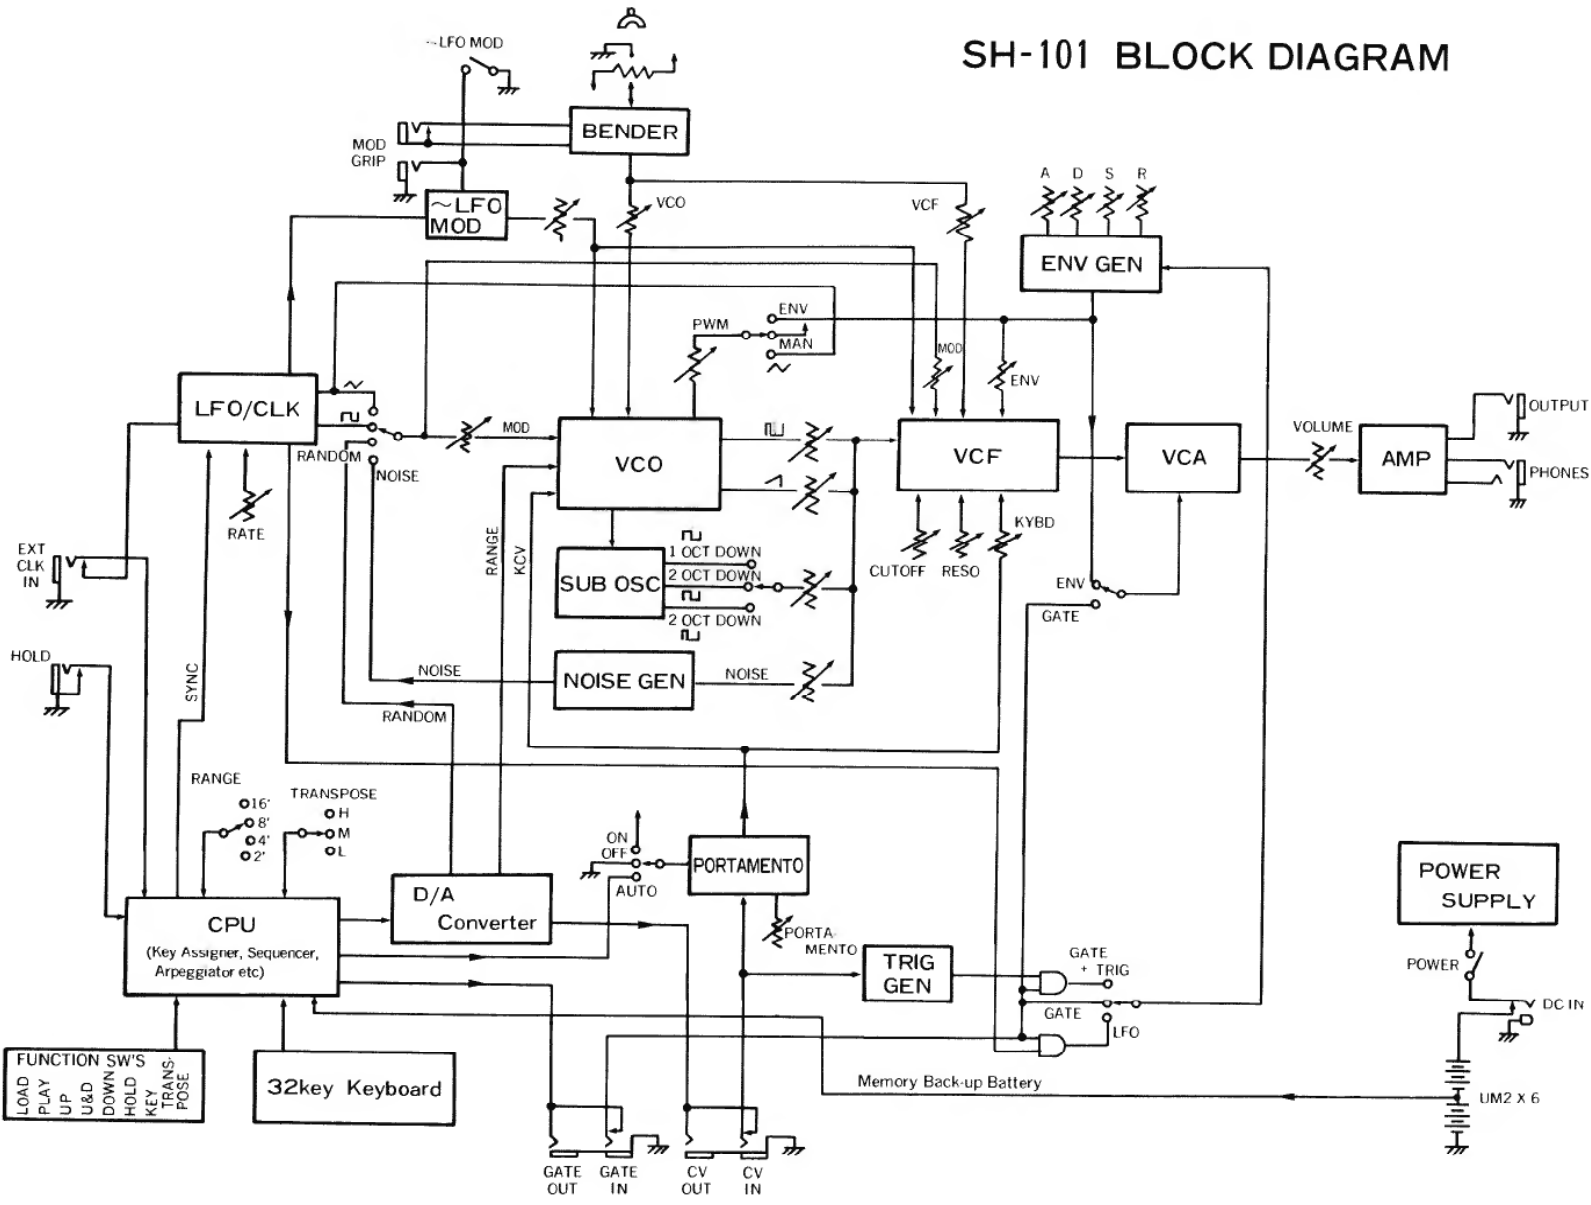 SH-101 BLOCK DIAGRAM
~LFO MOD
BENDER
MOD
GRIP
~LFO
MOD
VCO
VCF
A D S R
ENV GEN
PWM
ENV
MAN
MOD
ENV
LFO/CLK
RANDOM
NOISE
RATE
MOD
VCO
VCF
VCA
VOLUME
AMP
OUTPUT
PHONES
EXT
CLK
IN
RANGE
KCV
SUB OSC
1 OCT DOWN
2 OCT DOWN
2 OCT DOWN
CUTOFF
RESO
KYBD
ENV
GATE
HOLD
SYNC
NOISE
NOISE GEN
NOISE
RANDOM
RANGE
16'
8'
4'
2'
TRANSPOSE
H
M
L
ON
OFF
AUTO
PORTAMENTO
PORTA-
MENTO
CPU
(Key Assigner, Sequencer,
Arpeggiator etc)
D/A
Converter
TRIG
GEN
GATE
+ TRIG
GATE
LFO
POWER
SUPPLY
POWER
DC IN
UM2 X 6
Memory Back-up Battery
FUNCTION SW'S
LOAD
PLAY
UP
U&D
DOWN
HOLD
KEY
TRANS-
POSE
32key Keyboard
GATE
OUT
GATE
IN
CV
OUT
CV
IN